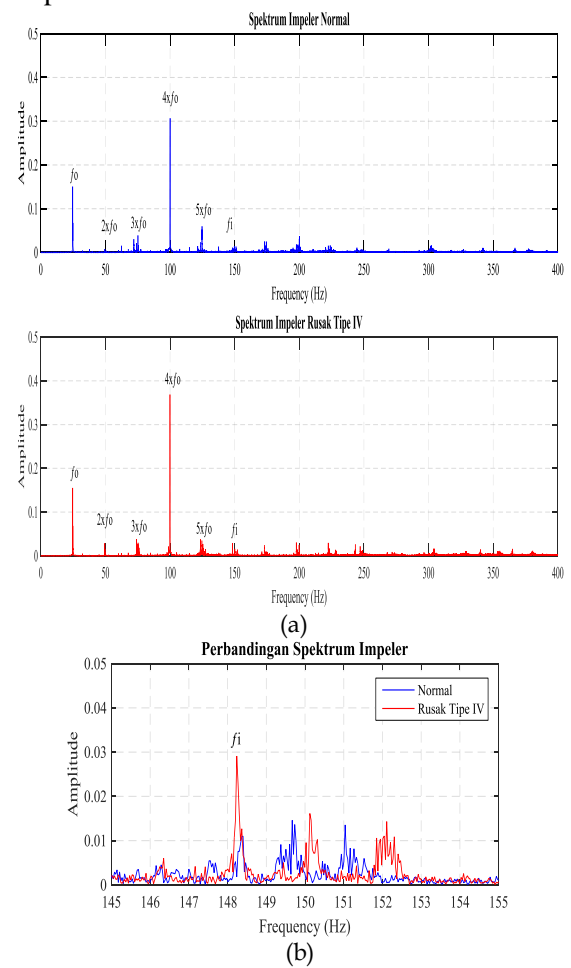 Spektrum Impeler Normal
0.5
0.4
0.3
0.2
0.1
0
Amplitude
fo
2xfo
3xfo
4xfo
5xfo
fi
0 50 100 150 200 250 300 350 400
Frequency (Hz)
Spektrum Impeler Rusak Tipe IV
0.5
0.4
0.3
0.2
0.1
0
Amplitude
fo
2xfo
3xfo
4xfo
5xfo
fi
0 50 100 150 200 250 300 350 400
Frequency (Hz)
(a)
Perbandingan Spektrum Impeler
0.05
0.04
0.03
0.02
0.01
0
Amplitude
fi
Normal
Rusak Tipe IV
145 146 147 148 149 150 151 152 153 154 155
Frequency (Hz)
(b)